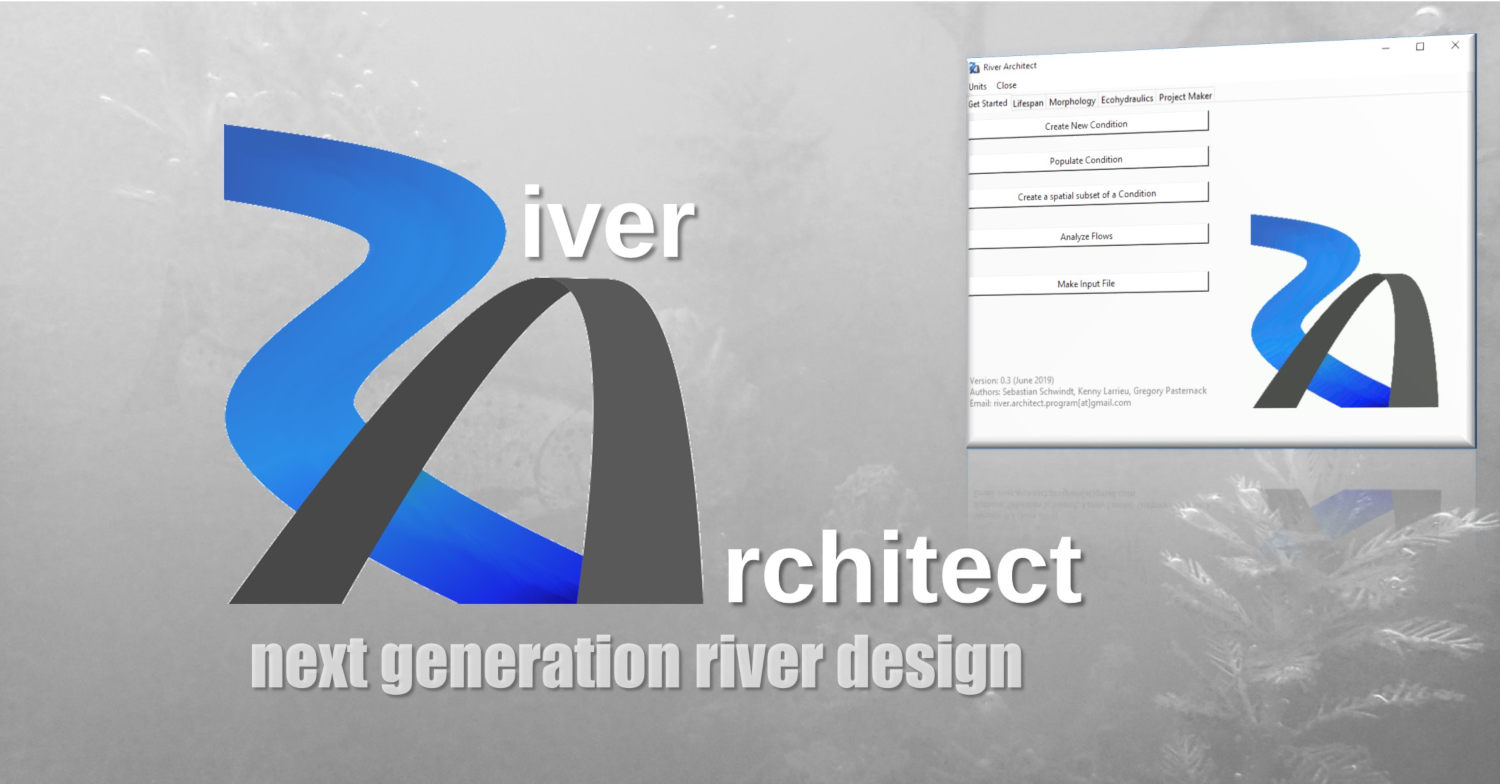 iver
rchitect
next generation river design
River Architect
Units Close
Get Started Lifespan Morphology Ecohydraulics Project Maker
Create New Condition
Populate Condition
Create a spatial subset of a Condition
Analyze Flows
Make Input File
Version: 0.3 (June 2019)
Authors: Sebastian Schwindt, Kenny Larrieu, Gregory Pasternack
Email: river.architect.program[at]gmail.com